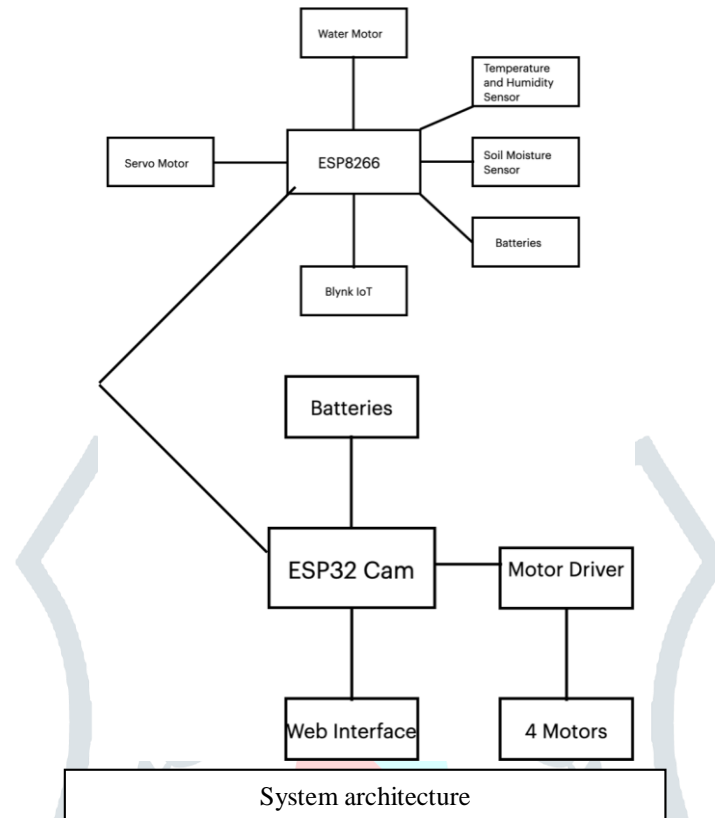 Water Motor
Temperature
and Humidity
Sensor
Servo Motor
ESP8266
Soil Moisture
Sensor
Batteries
Blynk IoT
Batteries
ESP32 Cam
Motor Driver
Web Interface
4 Motors
System architecture